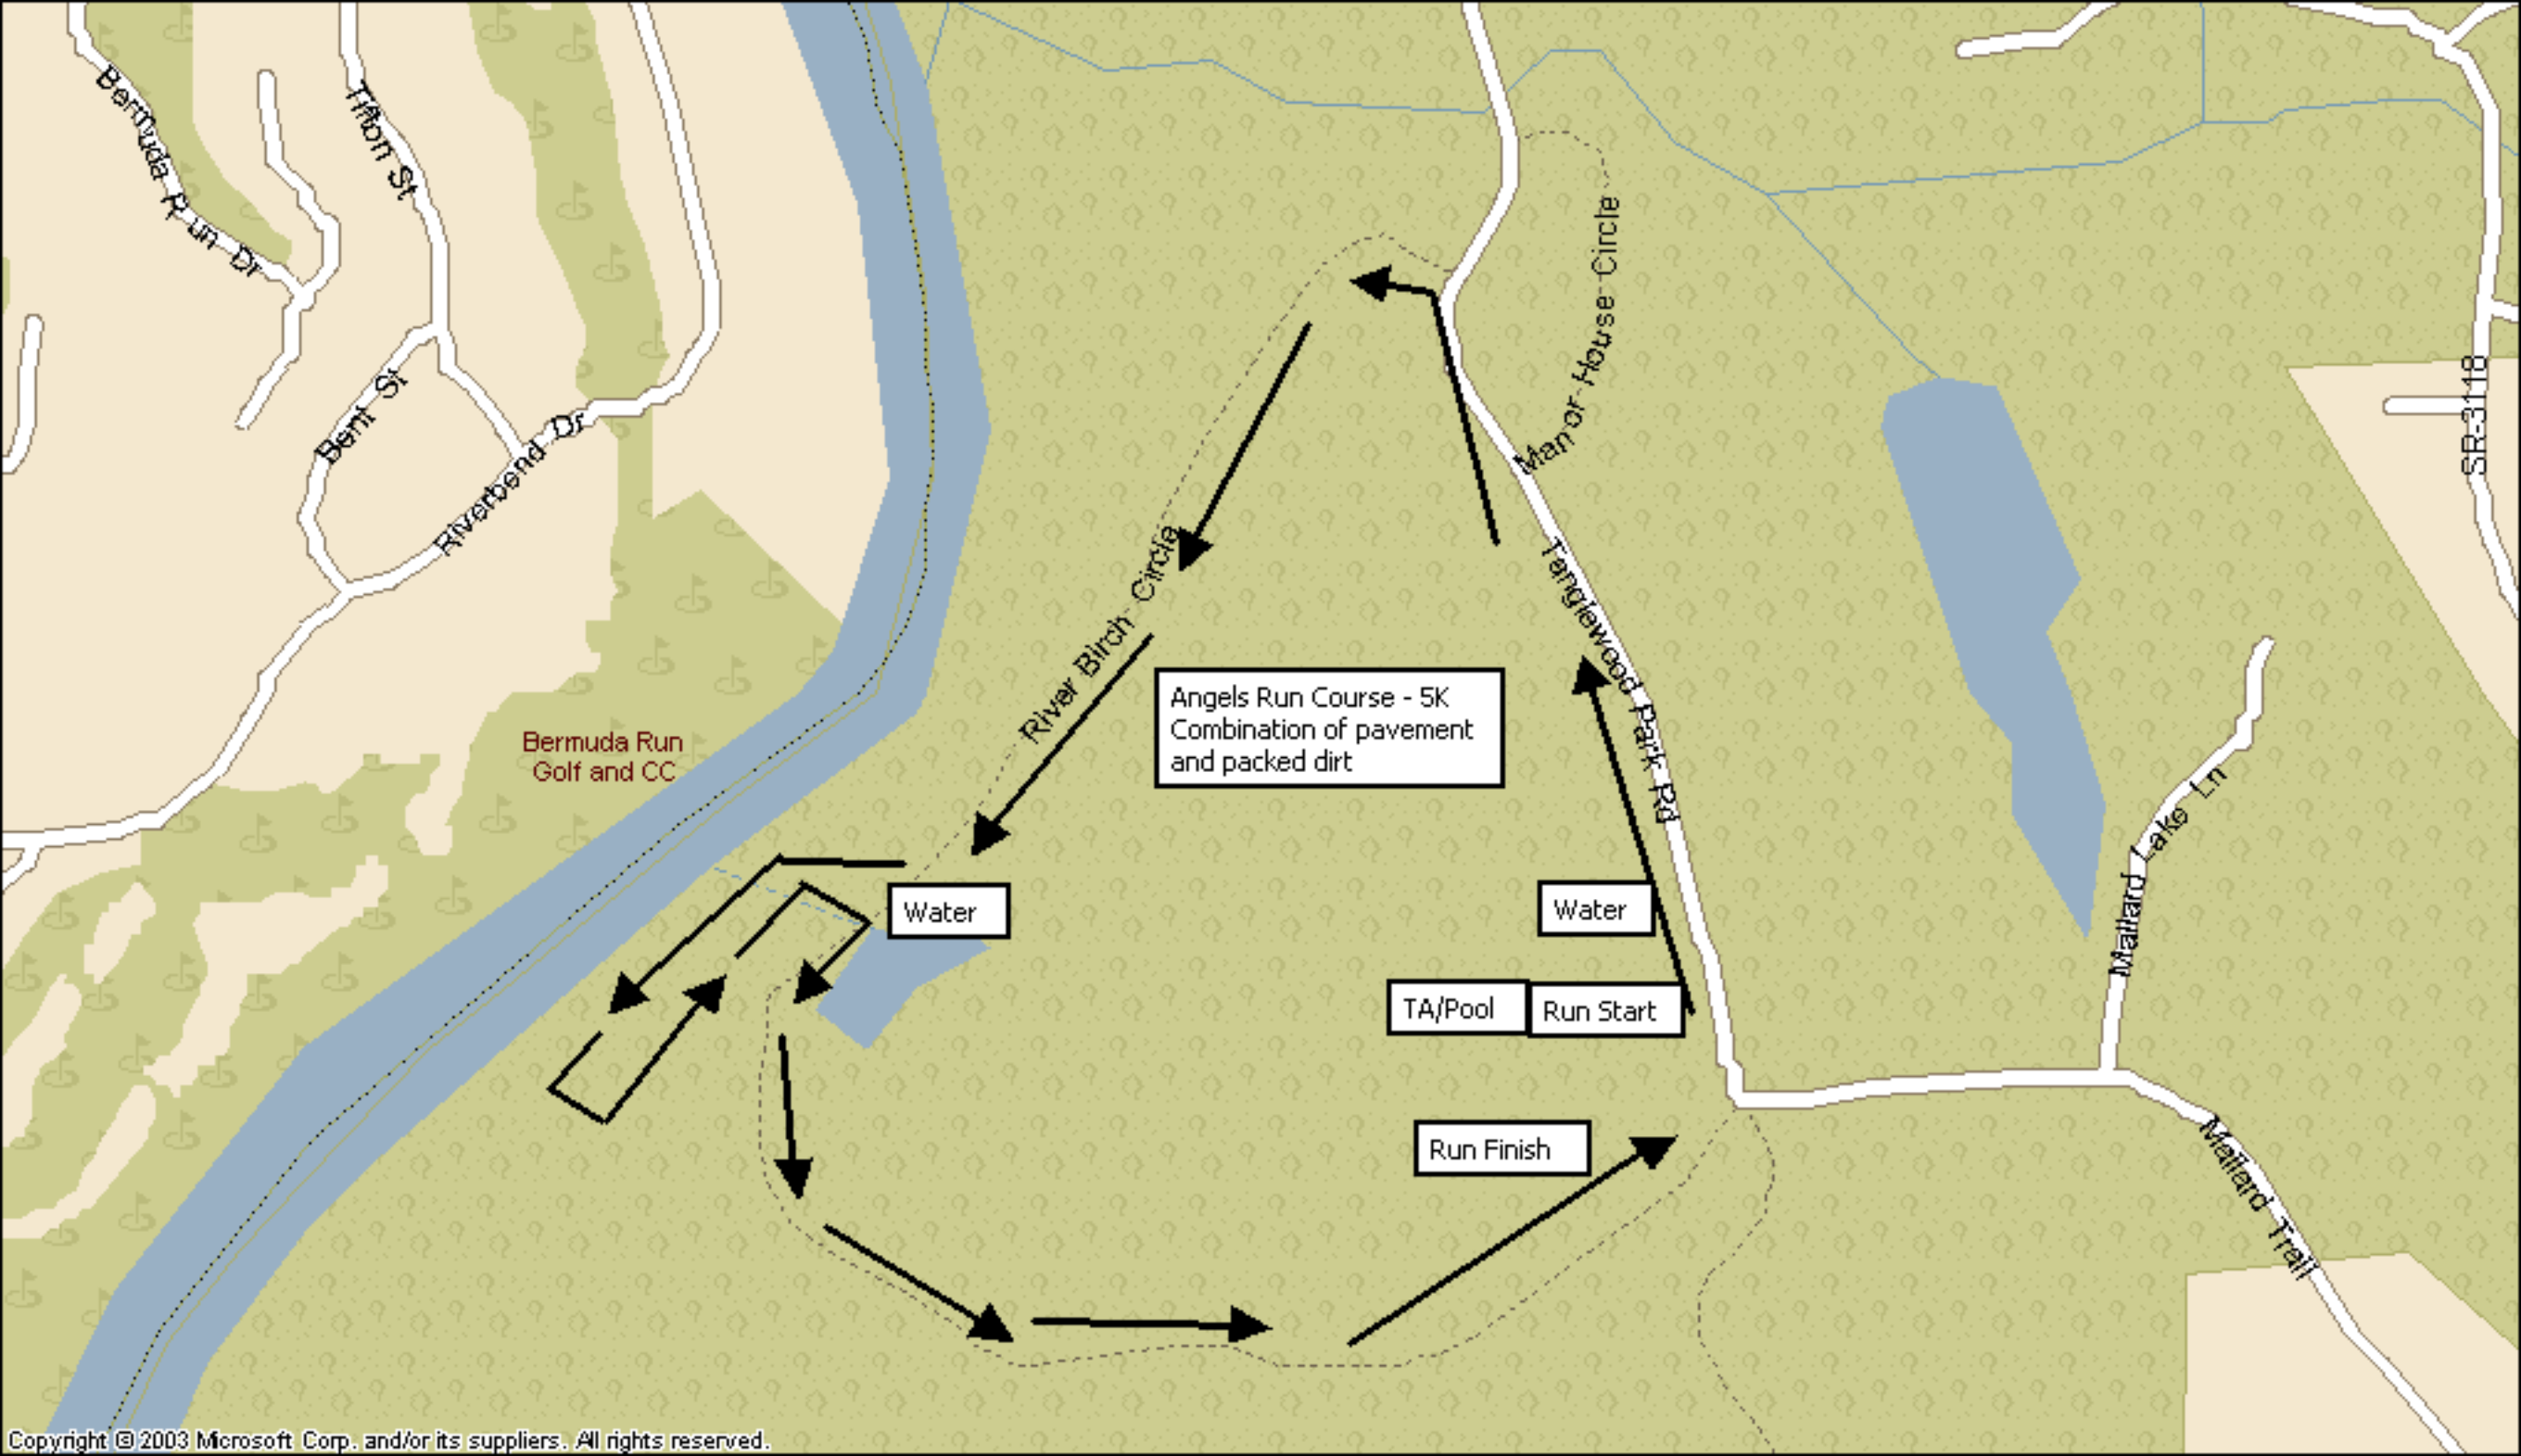 Bermuda Run Dr
Tifton St
Manor House Circle
SR-3118
Bent St
Riverbend Dr
River Birch Circle
Tanglewood Park Rd
Angels Run Course - 5K
Combination of pavement
and packed dirt
Bermuda Run
Golf and CC
Mallard Lake Ln
Water
Water
TA/Pool
Run Start
Run Finish
Mallard Trail
Copyright © 2003 Microsoft Corp. and/or its suppliers. All rights reserved.